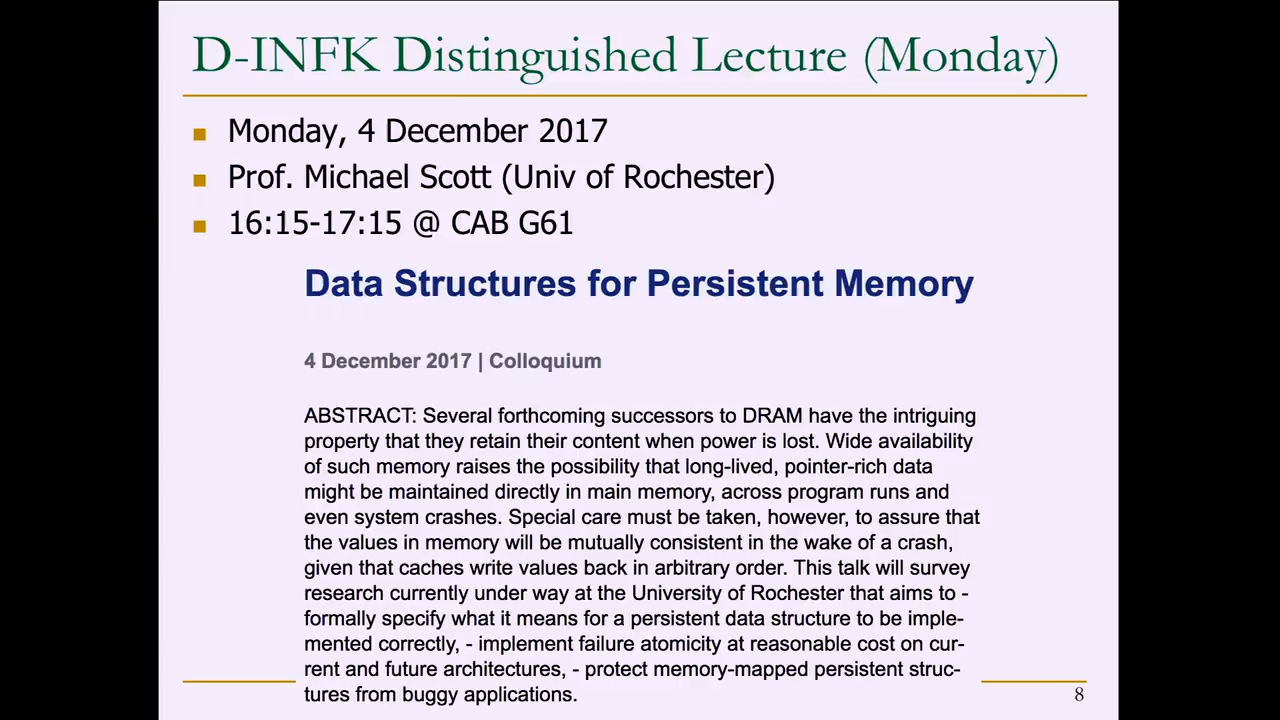 D-INFK Distinguished Lecture (Monday)
Monday, 4 December 2017
Prof. Michael Scott (Univ of Rochester)
16:15-17:15 @ CAB G61
Data Structures for Persistent Memory
4 December 2017 | Colloquium
ABSTRACT: Several forthcoming successors to DRAM have the intriguing
property that they retain their content when power is lost. Wide availability
of such memory raises the possibility that long-lived, pointer-rich data
might be maintained directly in main memory, across program runs and
even system crashes. Special care must be taken, however, to assure that
the values in memory will be mutually consistent in the wake of a crash,
given that caches write values back in arbitrary order. This talk will survey
research currently under way at the University of Rochester that aims to -
formally specify what it means for a persistent data structure to be imple-
mented correctly, - implement failure atomicity at reasonable cost on cur-
rent and future architectures, - protect memory-mapped persistent struc-
tures from buggy applications.
8